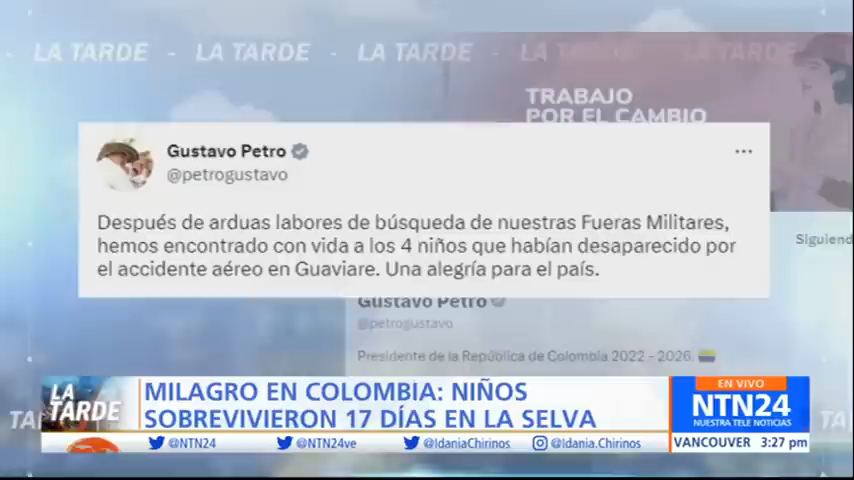 LA TARDE - LA TARDE - LA TARDE - LA TARDE - LA TARDE
TRABAJO
POR EL CAMBIO
Gustavo Petro
@petrogustavo
Después de arduas labores de búsqueda de nuestras Fueras Militares,
hemos encontrado con vida a los 4 niños que habían desaparecido por
el accidente aéreo en Guaviare. Una alegría para el país.
Siguiend
Gustavo Petro
@petrogustavo
Presidente de la República de Colombia 2022 - 2026.
LA
TARDE
MILAGRO EN COLOMBIA: NIÑOS
SOBREVIVIERON 17 DÍAS EN LA SELVA
EN VIVO
NTN24
NUESTRA TELE NOTICIAS
@NTN24 @NTN24ve @IdaniaChirinos @Idania.Chirinos
VANCOUVER 3:27 pm